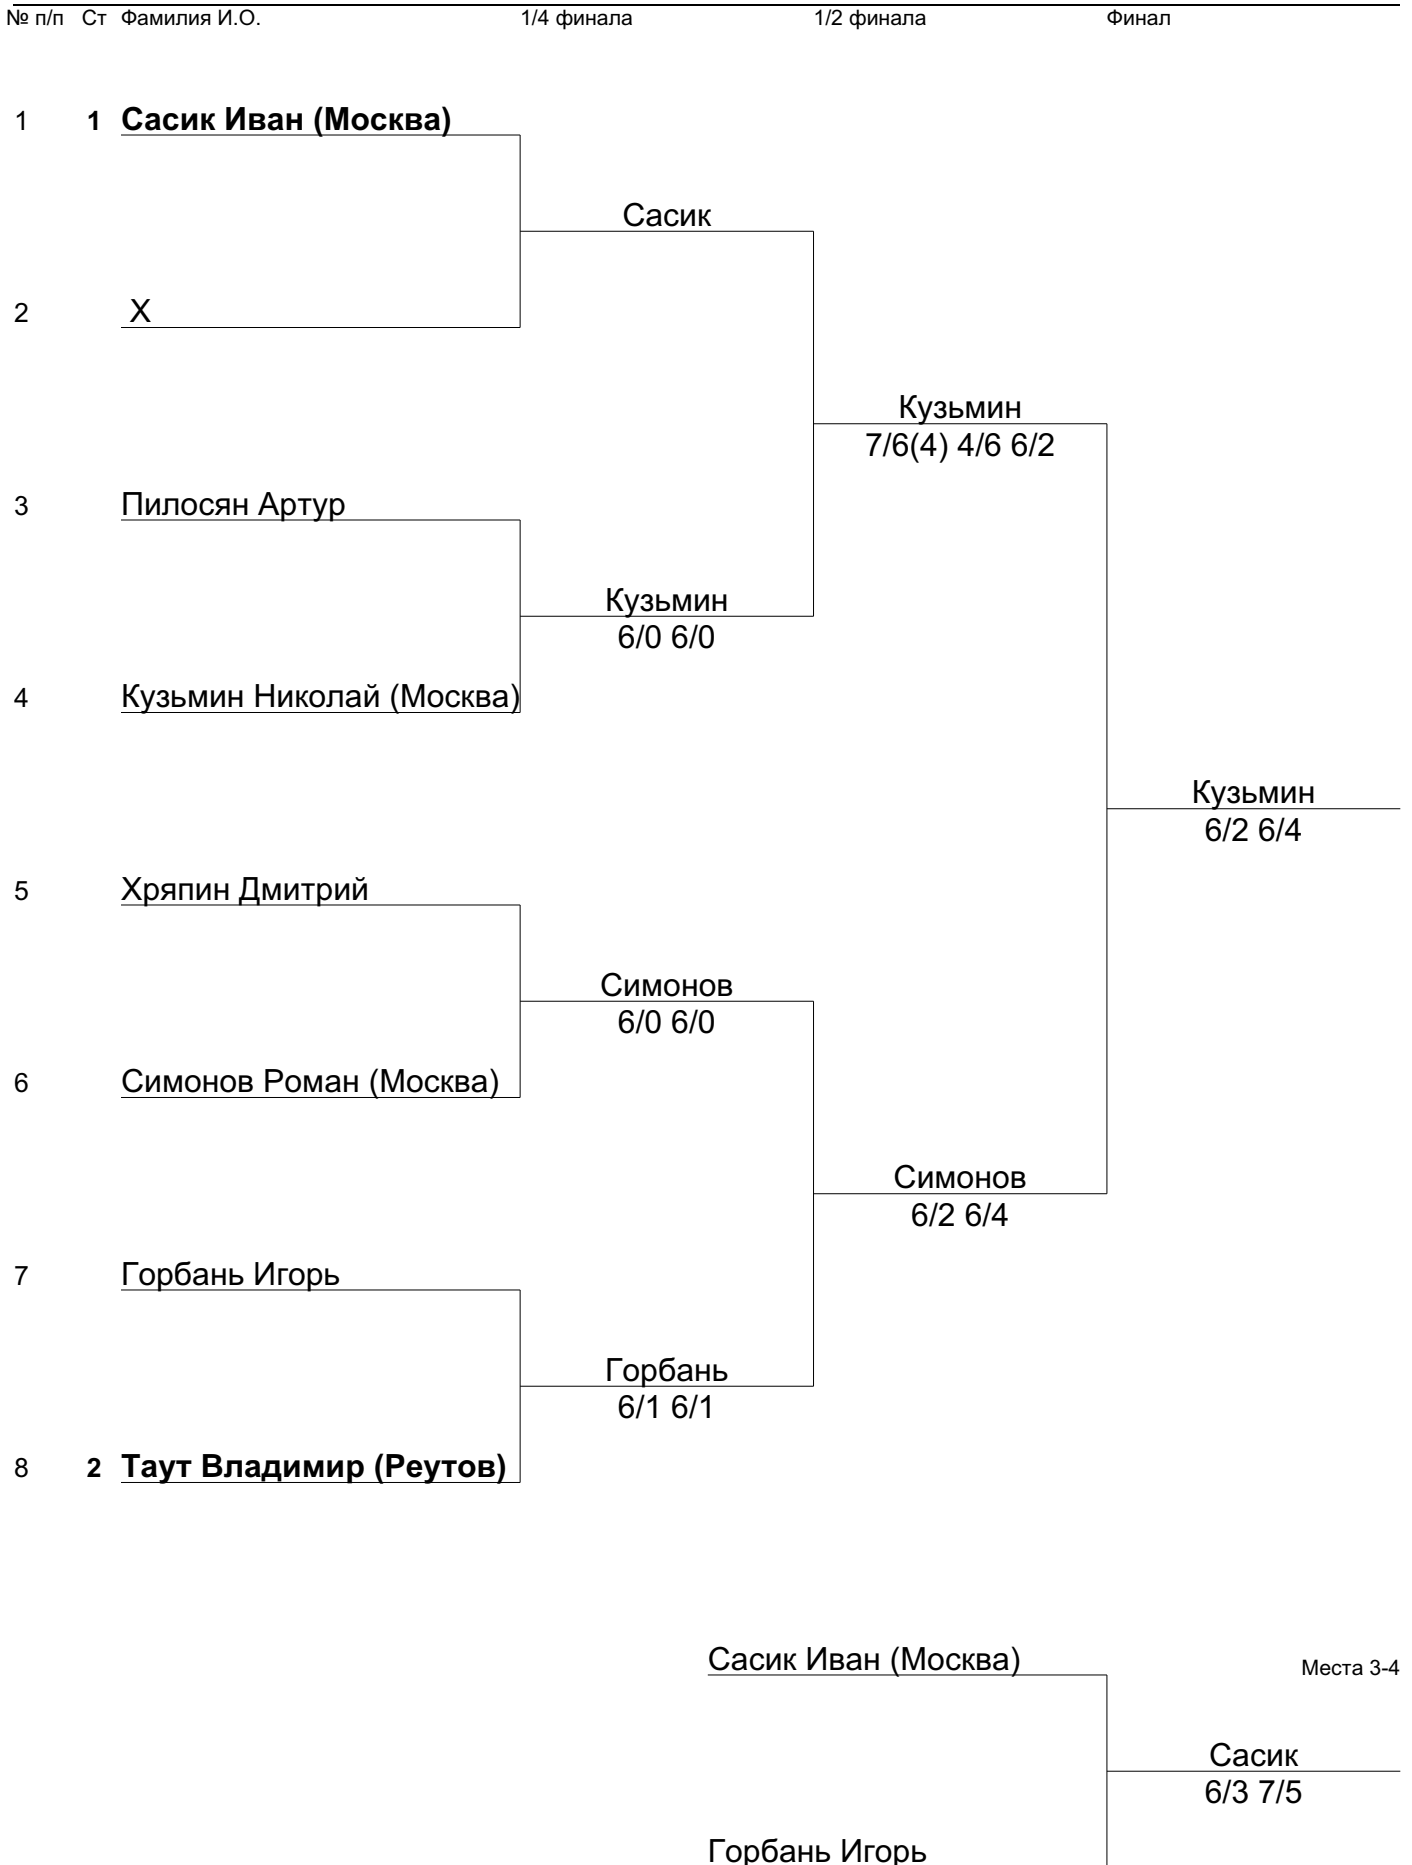 № п/п Ст Фамилия И.О. 1/4 финала 1/2 финала Финал
1 1 Сасик Иван (Москва)
Сасик
2 X
Кузьмин
7/6(4) 4/6 6/2
3 Пилосян Артур
Кузьмин
6/0 6/0
4 Кузьмин Николай (Москва)
Кузьмин
6/2 6/4
5 Хряпин Дмитрий
Симонов
6/0 6/0
6 Симонов Роман (Москва)
Симонов
6/2 6/4
7 Горбань Игорь
Горбань
6/1 6/1
8 2 Таут Владимир (Реутов)
Сасик Иван (Москва) Места 3-4
Сасик
6/3 7/5
Горбань Игорь